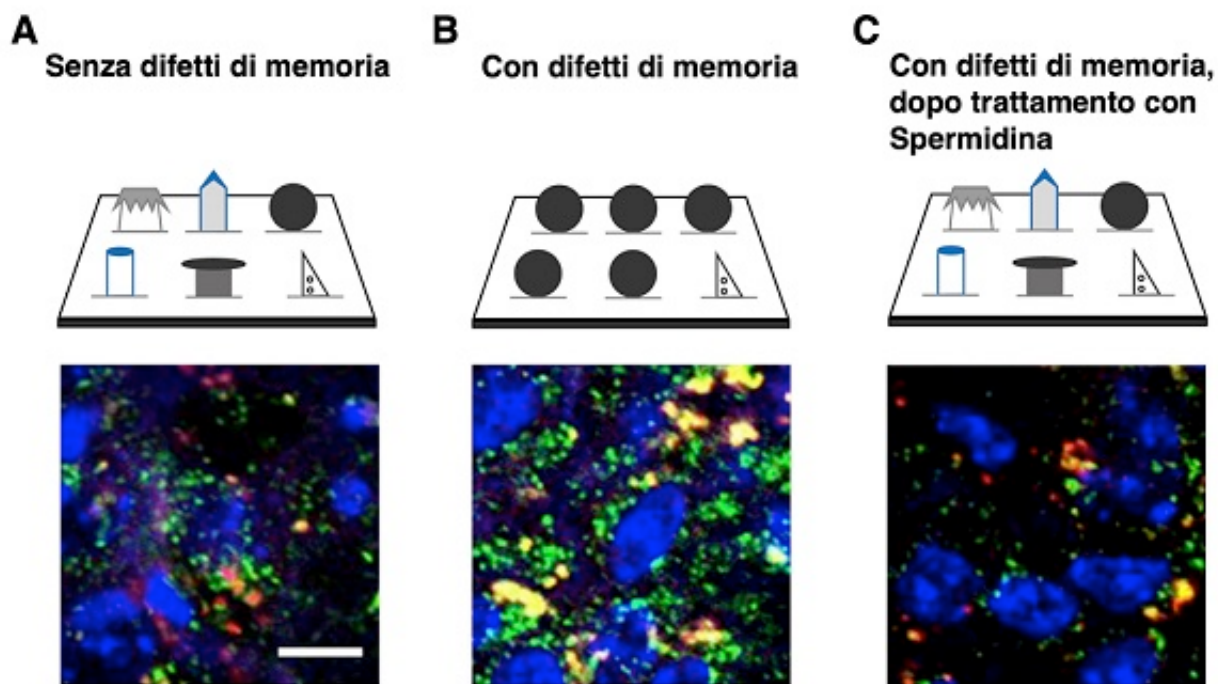 A
Senza difetti di memoria
B
Con difetti di memoria
C
Con difetti di memoria,
dopo trattamento con
Spermidina